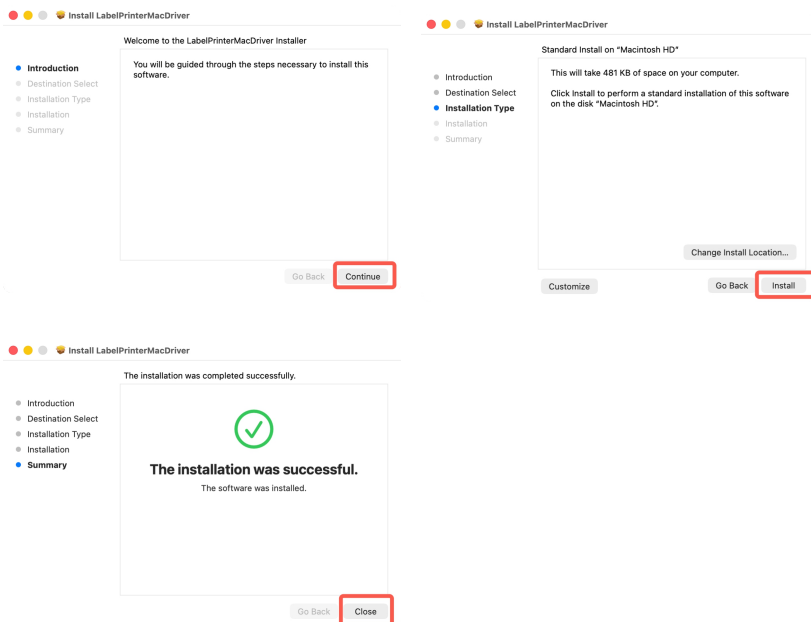 Install LabelPrinterMacDriver
Welcome to the LabelPrinterMacDriver Installer
Introduction
Destination Select
Installation Type
Installation
Summary
You will be guided through the steps necessary to install this
software.
Go Back
Continue
Install LabelPrinterMacDriver
Standard Install on “Macintosh HD”
Introduction
Destination Select
Installation Type
Installation
Summary
This will take 481 KB of space on your computer.
Click Install to perform a standard installation of this software
on the disk “Macintosh HD”.
Change Install Location...
Customize
Go Back
Install
Install LabelPrinterMacDriver
The installation was completed successfully.
Introduction
Destination Select
Installation Type
Installation
Summary
The installation was successful.
The software was installed.
Go Back
Close